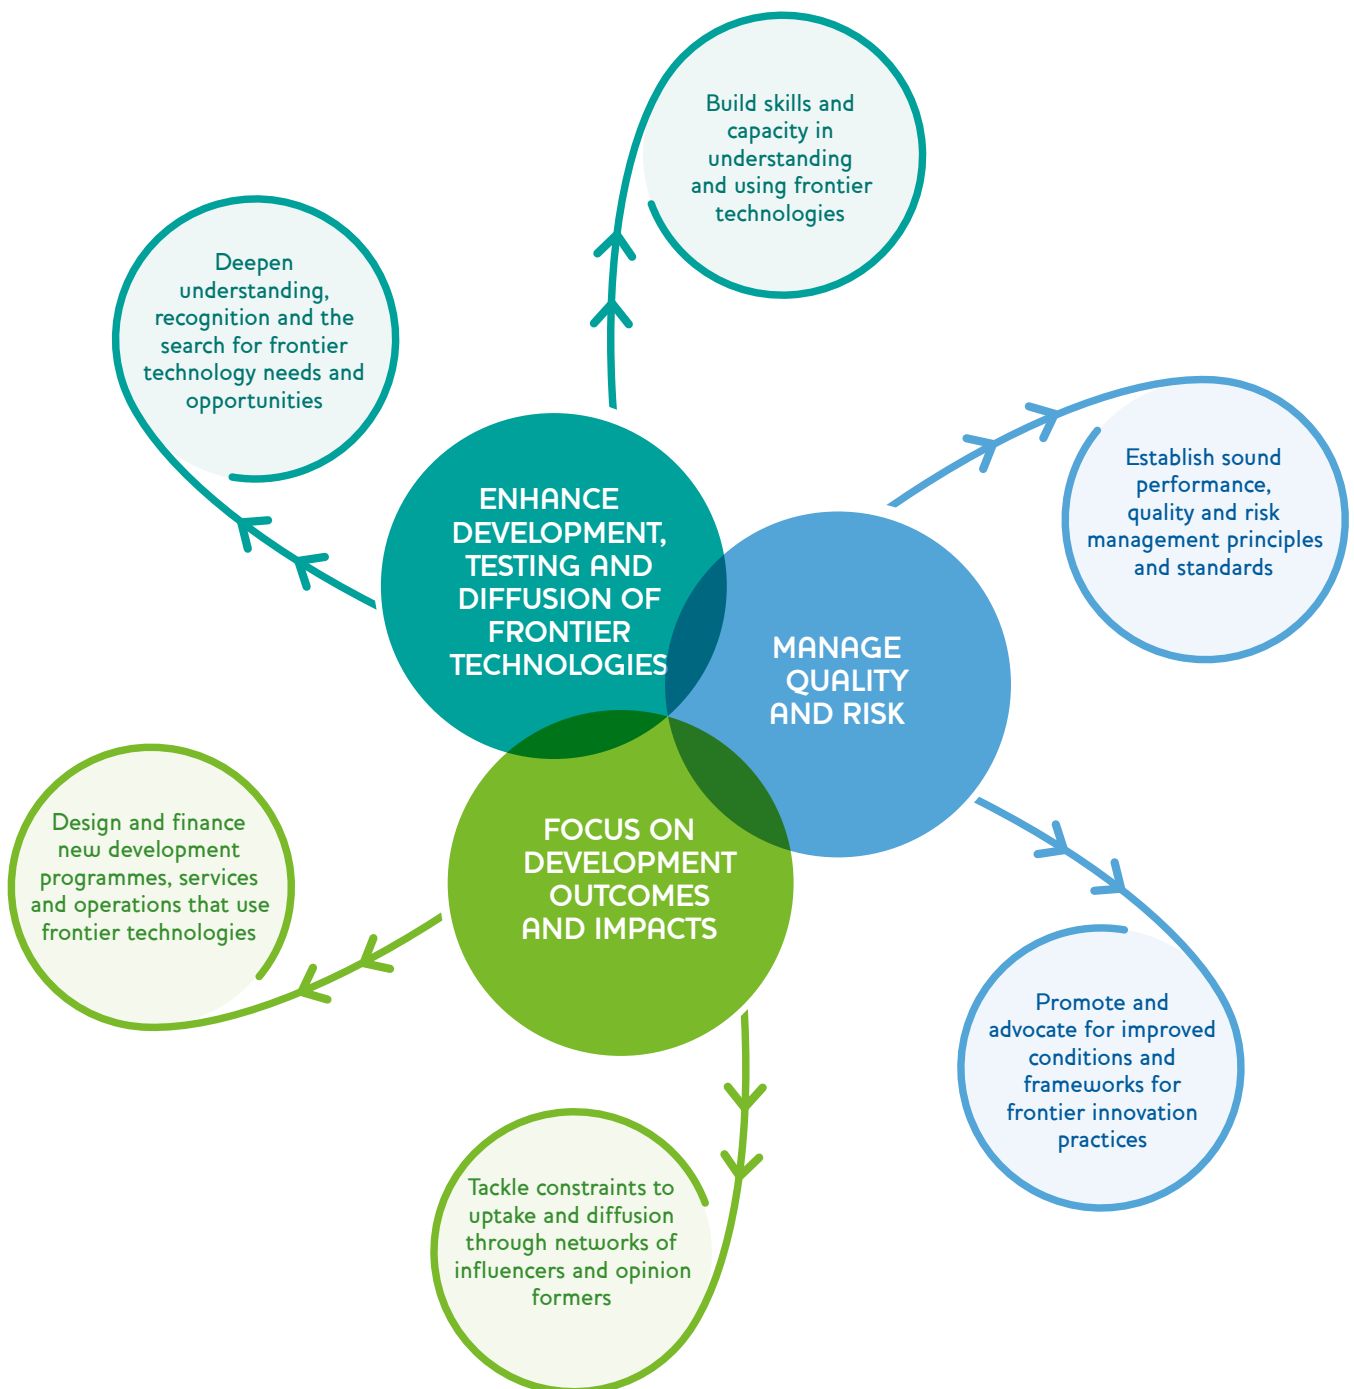 Build skills and
capacity in
understanding
and using frontier
technologies
Deepen
understanding,
recognition and the
search for frontier
technology needs and
opportunities
Establish sound
performance,
quality and risk
management principles
and standards
ENHANCE
DEVELOPMENT,
TESTING AND
DIFFUSION OF
FRONTIER
TECHNOLOGIES
MANAGE
QUALITY
AND RISK
FOCUS ON
DEVELOPMENT
OUTCOMES
AND IMPACTS
Design and finance
new development
programmes, services
and operations that use
frontier technologies
Promote and
advocate for improved
conditions and
frameworks for
frontier innovation
practices
Tackle constraints to
uptake and diffusion
through networks of
influencers and opinion
formers